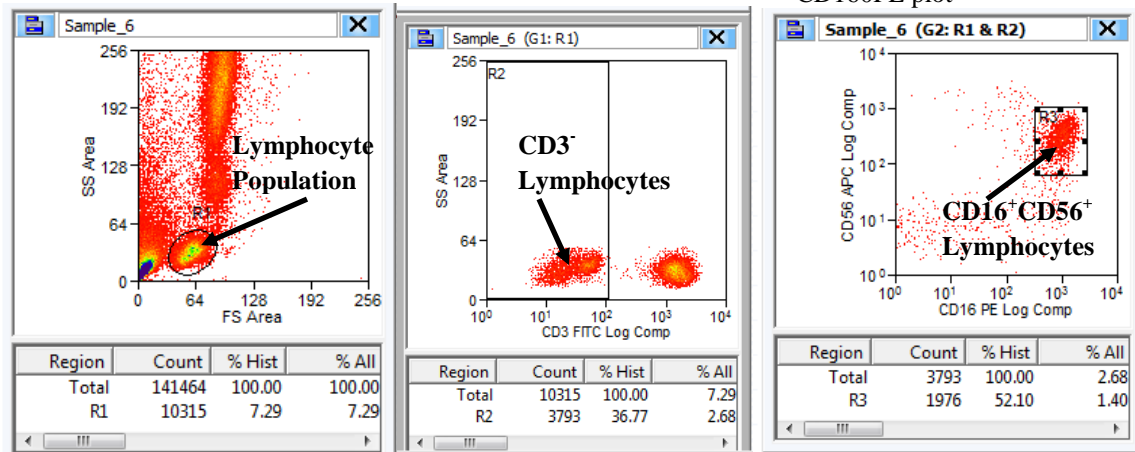 CD16APE plot
Sample_6
256
192
128
64
0
SS Area
R1
Lymphocyte
Population
0 64 128 192 256
FS Area
Region Count % Hist % All
Total 141464 100.00 100.00
R1 10315 7.29 7.29
Sample_6 (G1: R1)
256
192
128
64
0
SS Area
R2
CD3⁻
Lymphocytes
10⁰ 10¹ 10² 10³ 10⁴
CD3 FITC Log Comp
Region Count % Hist % All
Total 10315 100.00 7.29
R2 3793 36.77 2.68
Sample_6 (G2: R1 & R2)
10⁴
10³
10²
10¹
10⁰
CD56 APC Log Comp
R3
CD16⁺CD56⁺
Lymphocytes
10⁰ 10¹ 10² 10³ 10⁴
CD16 PE Log Comp
Region Count % Hist % All
Total 3793 100.00 2.68
R3 1976 52.10 1.40